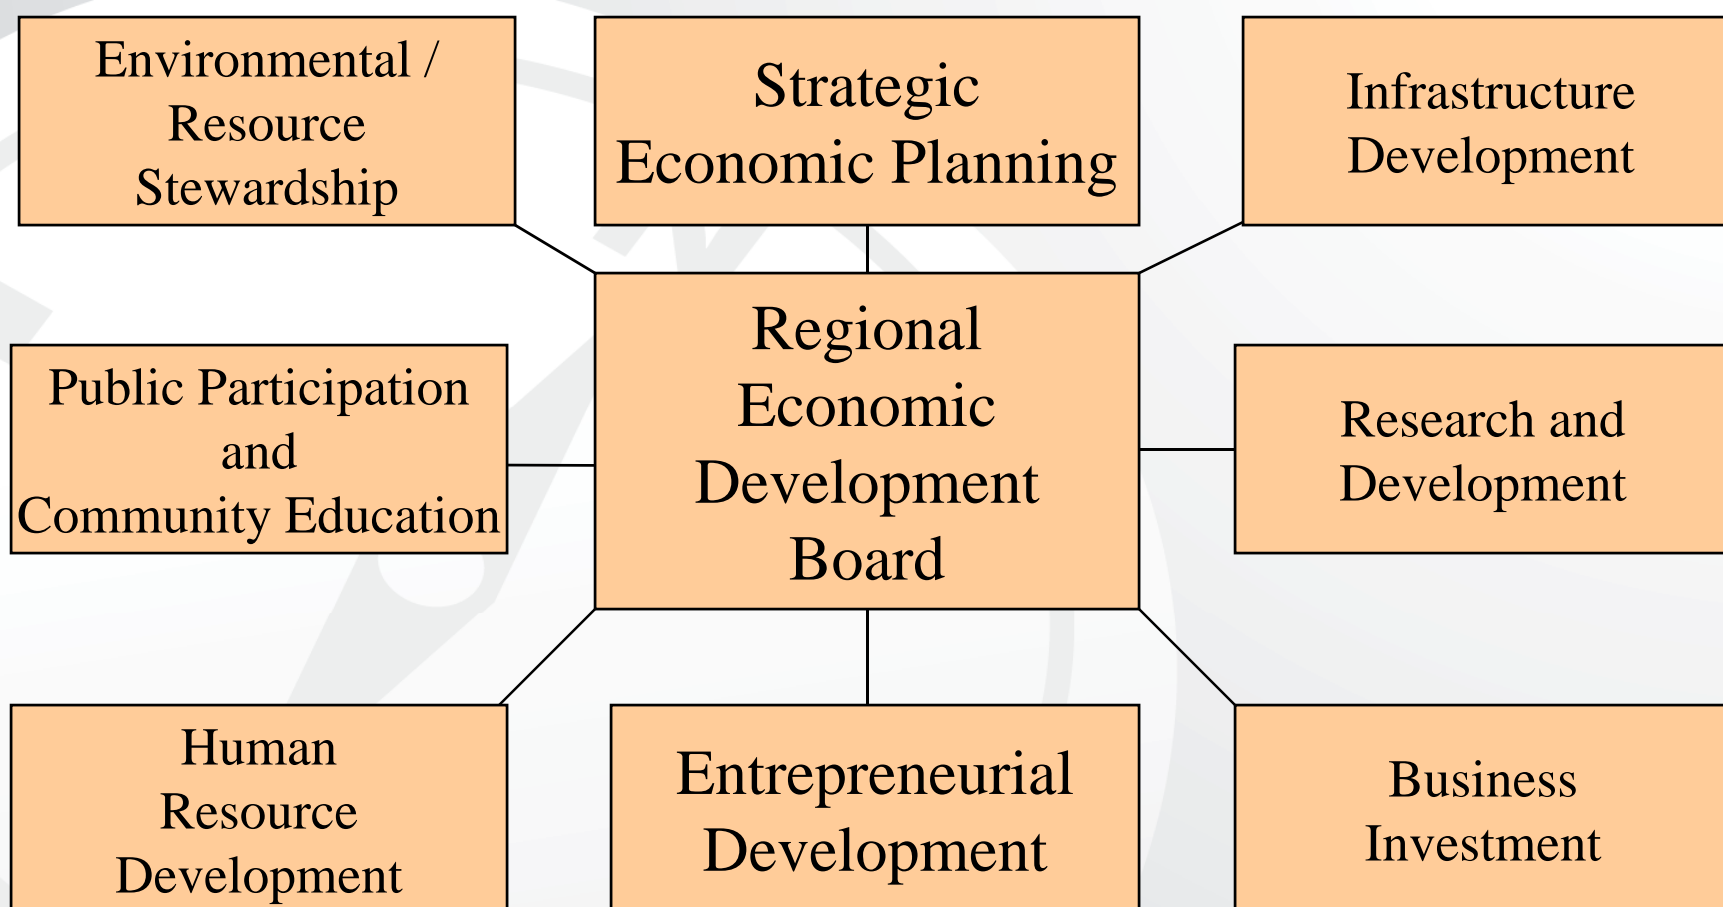 Environmental /
Resource
Stewardship
Strategic
Economic Planning
Infrastructure
Development
Public Participation
and
Community Education
Regional
Economic
Development
Board
Research and
Development
Human
Resource
Development
Entrepreneurial
Development
Business
Investment